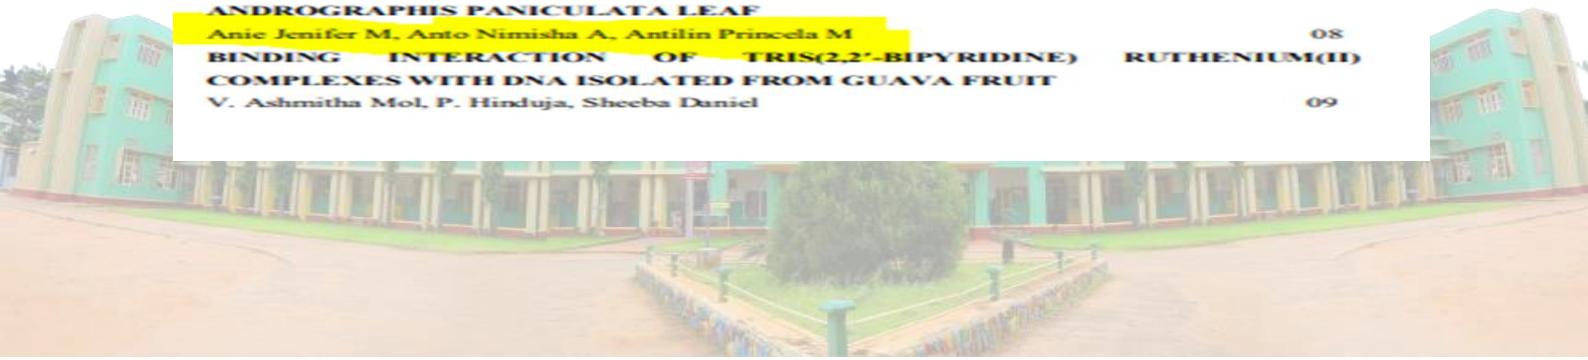 ANDROGRAPHIS PANICULATA LEAF
Anie Jenifer M, Anto Nimisha A, Antilin Princela M 08
BINDING INTERACTION OF TRIS(2,2'-BIPYRIDINE) RUTHENIUM(II)
COMPLEXES WITH DNA ISOLATED FROM GUAVA FRUIT
V. Ashmitha Mol, P. Hinduja, Sheeba Daniel 09